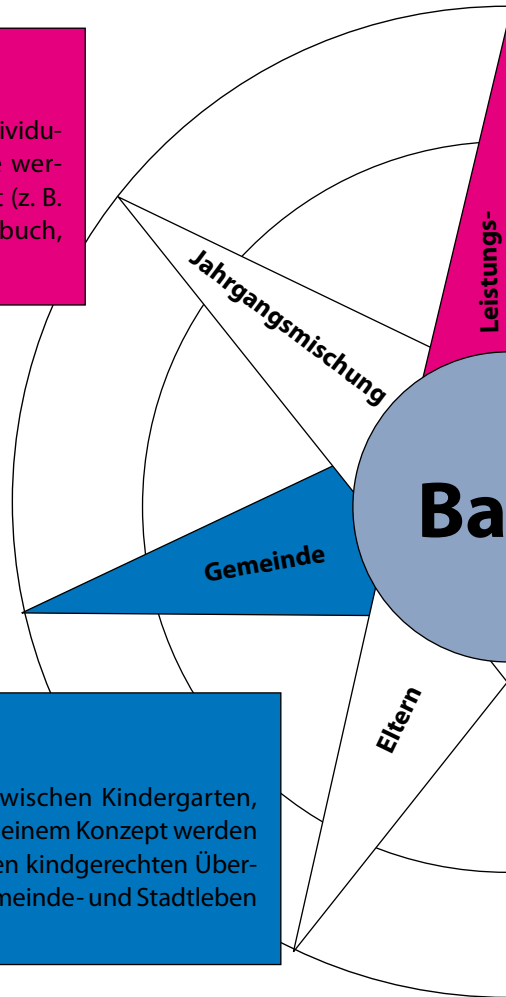 ividu-
wer-
(z. B.
buch,
Leistungs-
Jahrgangsmischung
Ba
Gemeinde
Eltern
wischen Kindergarten,
einem Konzept werden
en kindgerechten Über-
meinde- und Stadtleben